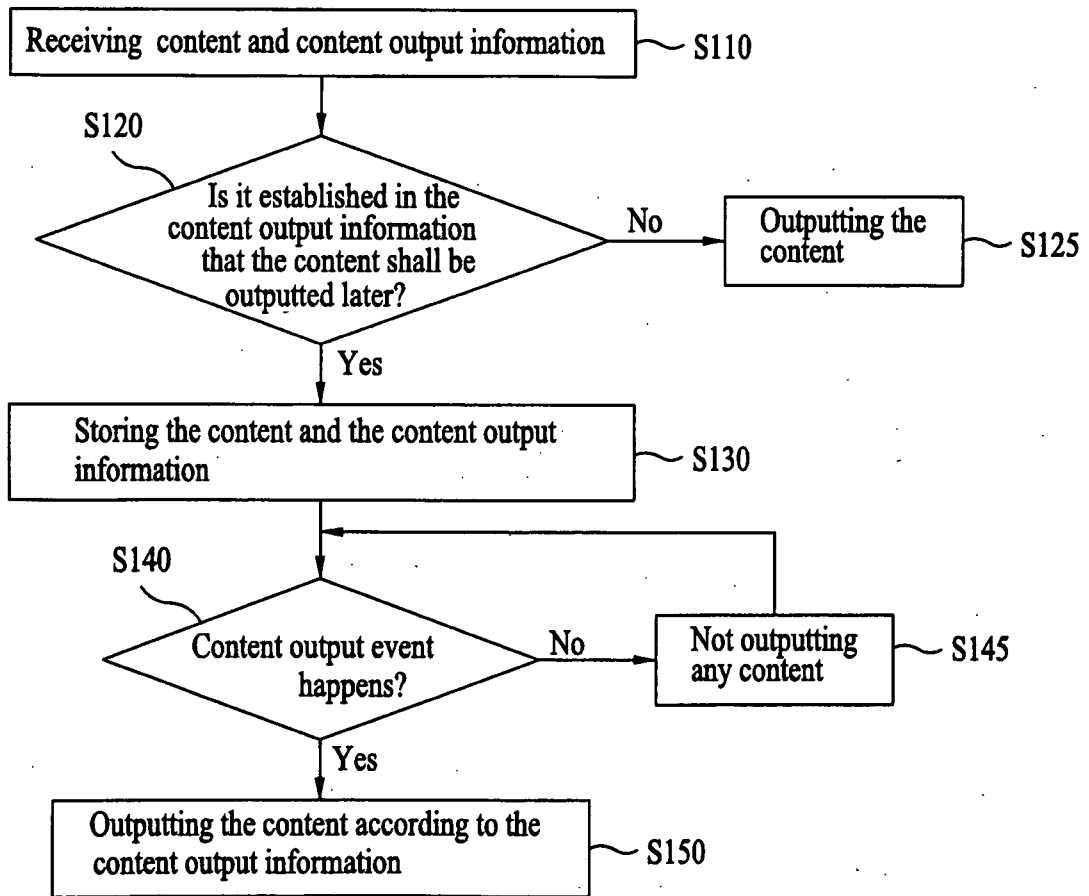 Receiving content and content output information
S110
S120
Is it established in the
content output information
that the content shall be
outputted later?
No
Outputting the
content
S125
Yes
Storing the content and the content output
information
S130
S140
Content output event
happens?
No
Not outputting
any content
S145
Yes
Outputting the content according to the
content output information
S150